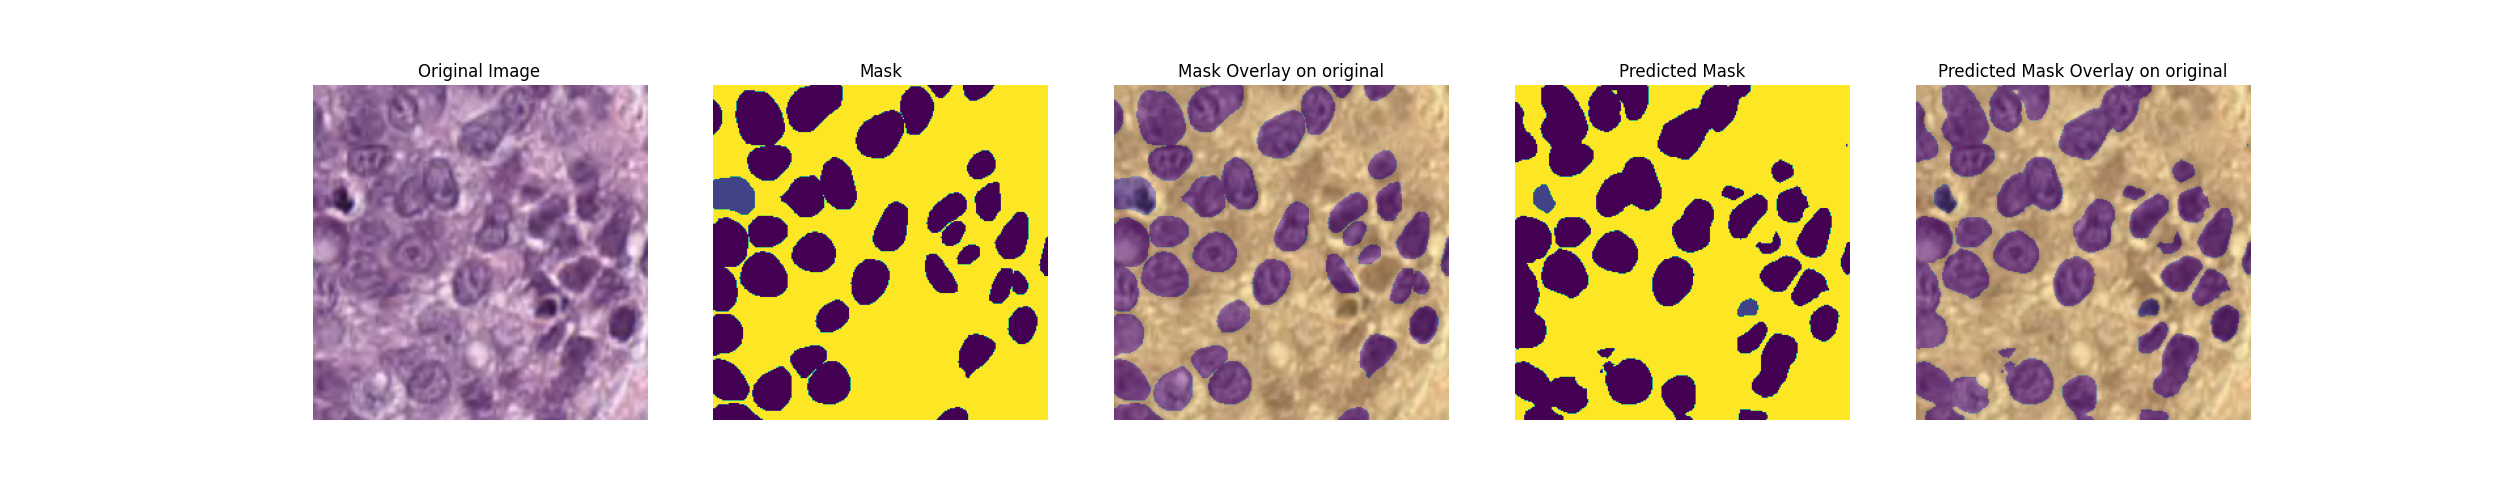 Original Image
Mask
Mask Overlay on original
Predicted Mask
Predicted Mask Overlay on original